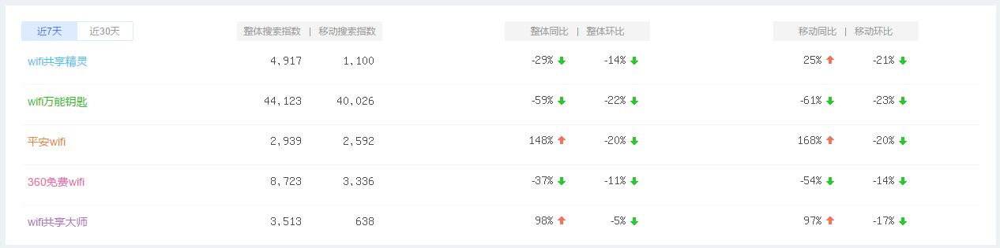 近7天 近30天 整体搜索指数 | 移动搜索指数 整体同比 | 整体环比 移动同比 | 移动环比
wifi共享精灵 4,917 1,100 -29% -14% 25% -21%
wifi万能钥匙 44,123 40,026 -59% -22% -61% -23%
平安wifi 2,939 2,592 148% -20% 168% -20%
360免费wifi 8,723 3,336 -37% -11% -54% -14%
wifi共享大师 3,513 638 98% -5% 97% -17%